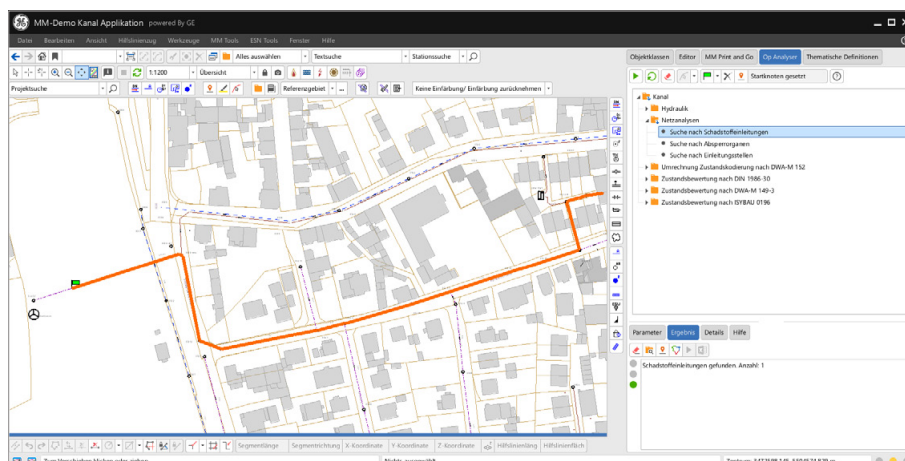 MM-Demo Kanal Applikation powered By GE
Datei Bearbeiten Ansicht Hilfslinienzug Werkzeuge MM Tools ESN Tools Fenster Hilfe
Alles auswählen Textsuche Stationssuche
1:1200 Übersicht
Projektsuche Referenzgebiet Keine Einfärbung/ Einfärbung zurücknehmen
Objektklassen Editor MM Print and Go Op Analyser Thematische Definitionen
Startknoten gesetzt
Kanal
Hydraulik
Netzanalysen
Suche nach Schadstoffeinleitungen
Suche nach Absperrorganen
Suche nach Einleitungsstellen
Umrechnung Zustandskodierung nach DWA-M 152
Zustandsbewertung nach DIN 1986-30
Zustandsbewertung nach DWA-M 149-3
Zustandsbewertung nach ISYBAU 0196
Parameter Ergebnis Details Hilfe
Schadstoffeinleitungen gefunden. Anzahl: 1
Segmentlänge Segmentrichtung X-Koordinate Y-Koordinate Z-Koordinate Hilfslinienläng Hilfslinienfläch